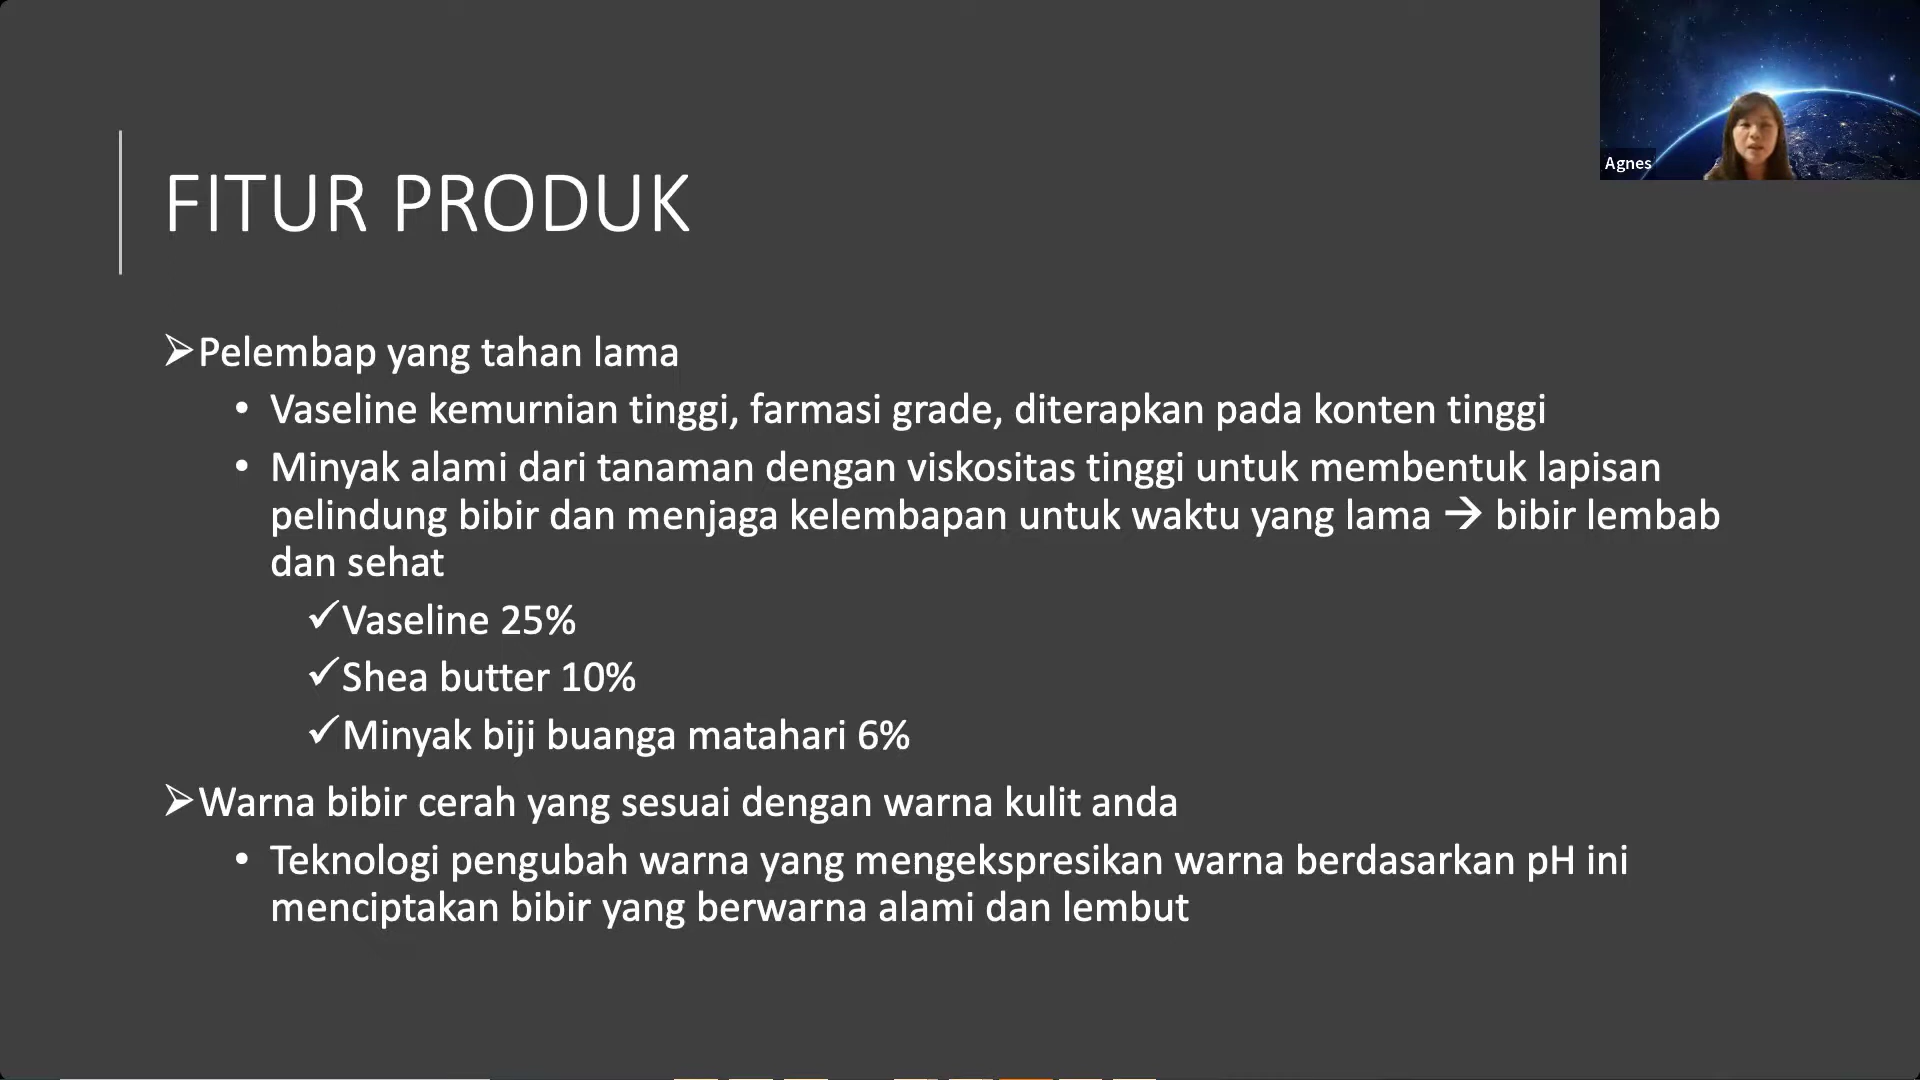 Agnes
FITUR PRODUK
➢Pelembap yang tahan lama
• Vaseline kemurnian tinggi, farmasi grade, diterapkan pada konten tinggi
• Minyak alami dari tanaman dengan viskositas tinggi untuk membentuk lapisan
pelindung bibir dan menjaga kelembapan untuk waktu yang lama → bibir lembab
dan sehat
✓Vaseline 25%
✓Shea butter 10%
✓Minyak biji buanga matahari 6%
➢Warna bibir cerah yang sesuai dengan warna kulit anda
• Teknologi pengubah warna yang mengekspresikan warna berdasarkan pH ini
menciptakan bibir yang berwarna alami dan lembut